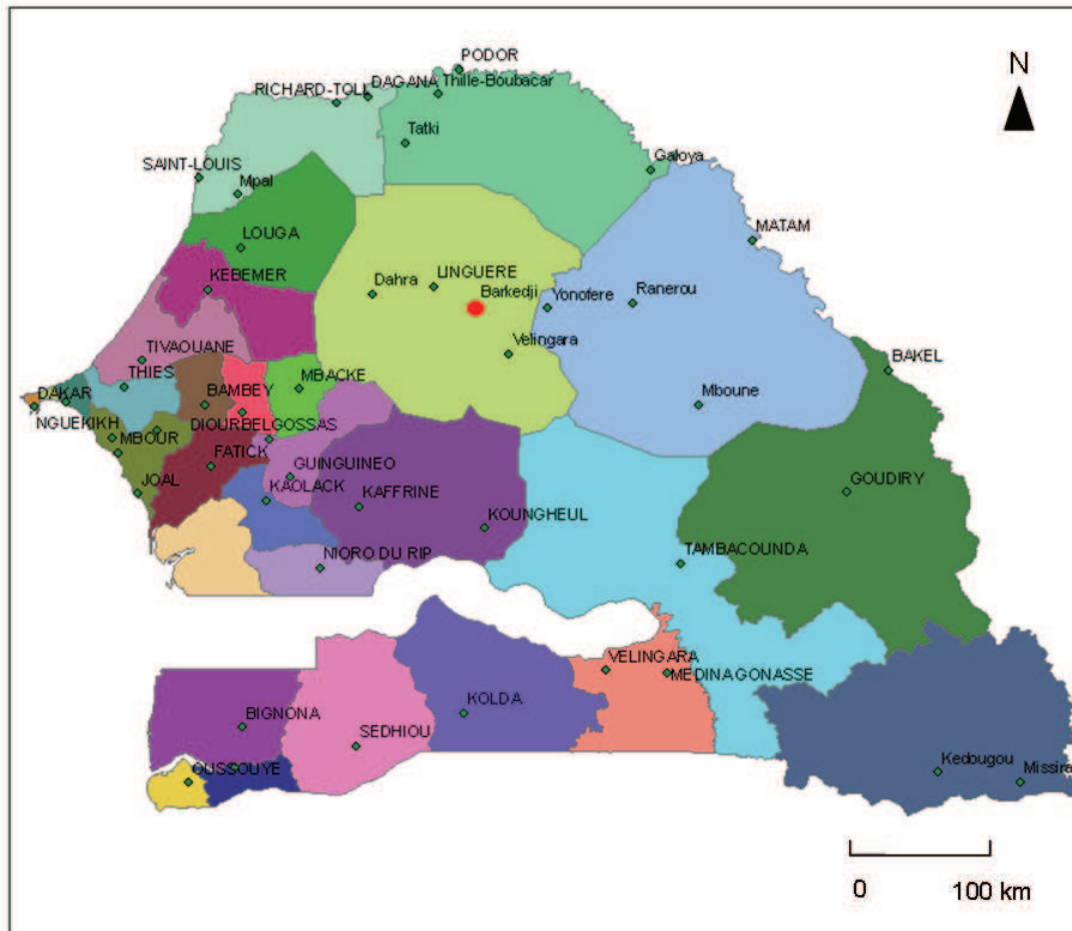 PODOR
N
RICHARD-TOLL
DAGANA
Thille-Boubacar
Tatki
SAINT-LOUIS
Mpal
Galoya
LOUGA
MATAM
KEBEMER
Dahra
LINGUERE
Barkedji
Yonofere
Ranerou
TIVAOUANE
Velingara
THIES
MBACKE
BAKEL
DAKAR
BAMBEY
Mboune
NGUEKIKH
MBOUR
DIOURBEL
GOSSAS
FATICK
GUINGUINEO
JOAL
KAOLACK
KAFFRINE
GOUDIRY
KOUNGHEUL
NIORO DU RIP
TAMBACOUNDA
VELINGARA
MEDINA GONASSE
BIGNONA
KOLDA
SEDHIOU
OUSSOUYE
Kedougou
Missira
0 100 km